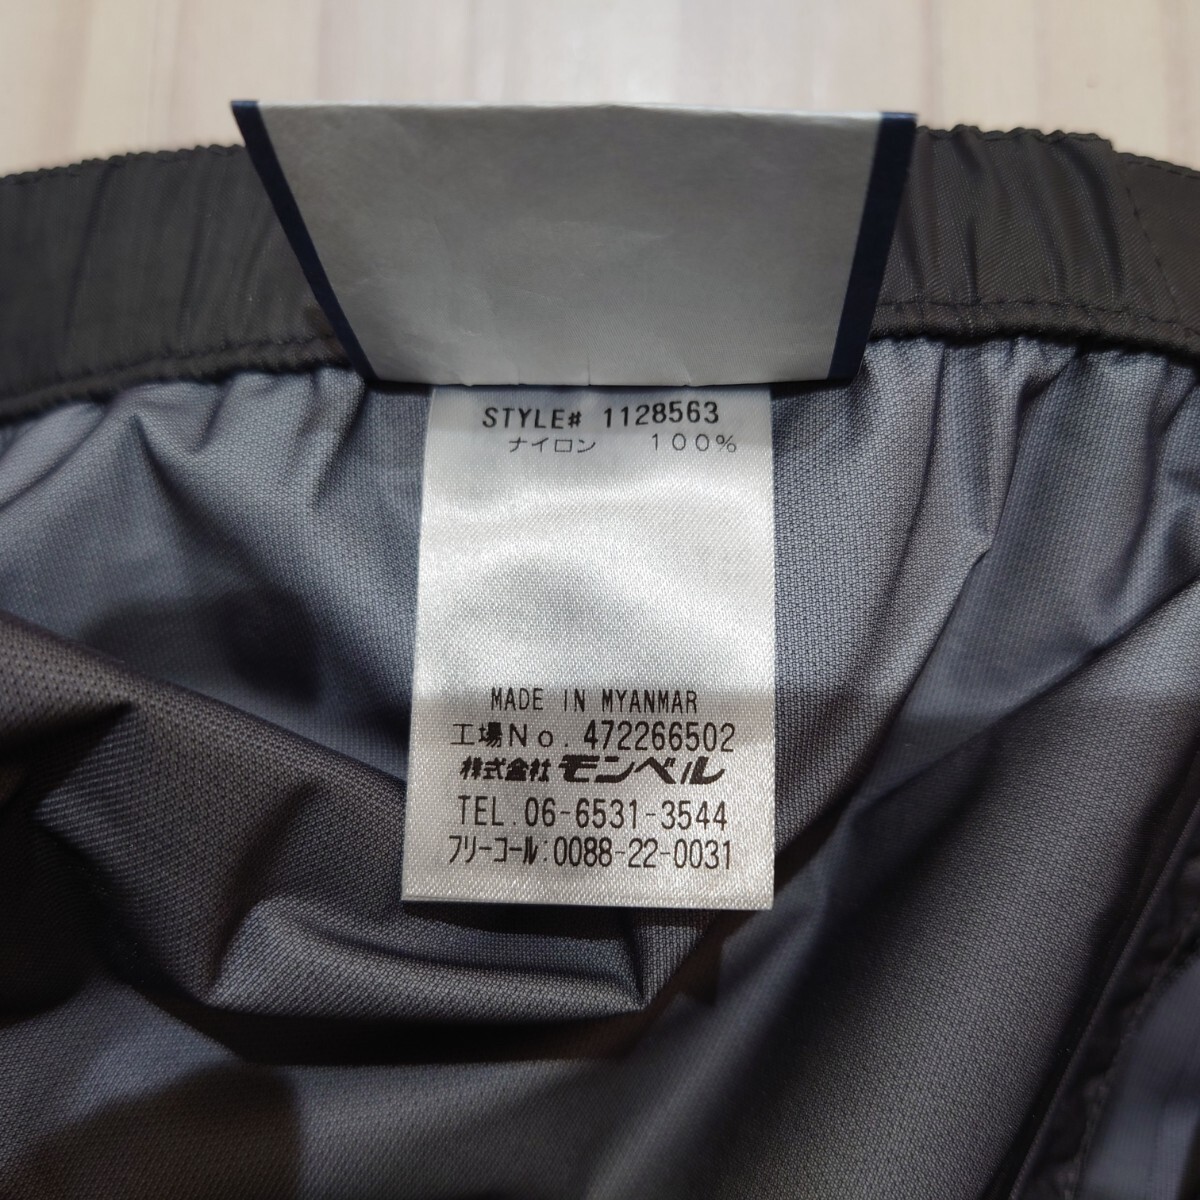 STYLE# 1128563
ナイロン 100%
MADE IN MYANMAR
工場No. 472266502
株式会社 モンベル
TEL. 06-6531-3544
フリーコール:0088-22-0031